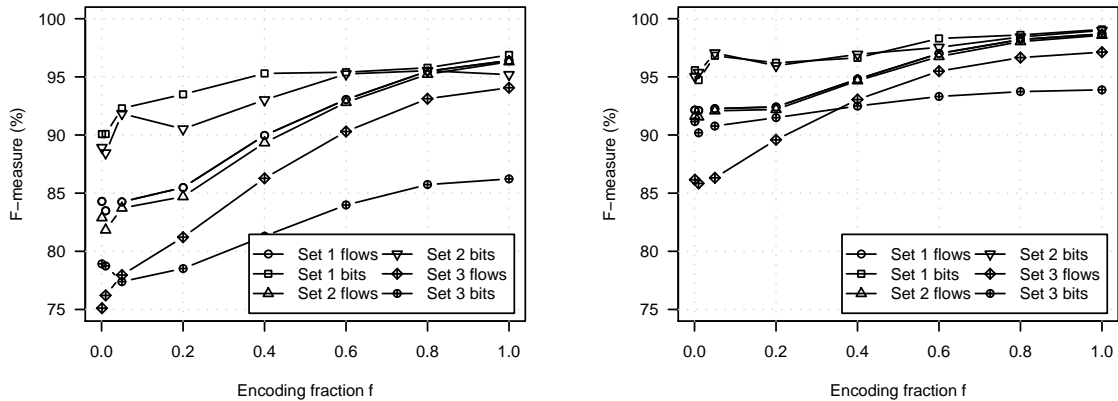 100
95
90
85
80
75
F−measure (%)
Set 1 flows
Set 1 bits
Set 2 flows
Set 2 bits
Set 3 flows
Set 3 bits
0.0 0.2 0.4 0.6 0.8 1.0
Encoding fraction f
100
95
90
85
80
75
F−measure (%)
Set 1 flows
Set 1 bits
Set 2 flows
Set 2 bits
Set 3 flows
Set 3 bits
0.0 0.2 0.4 0.6 0.8 1.0
Encoding fraction f